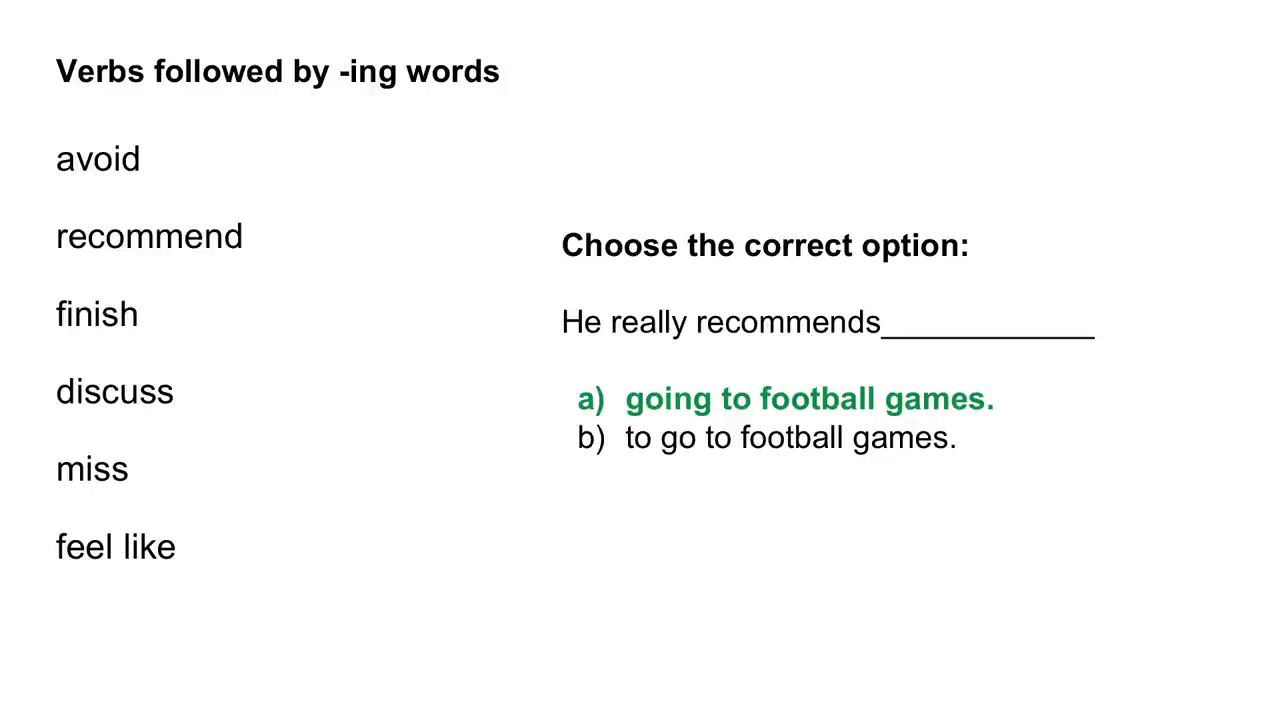 Verbs followed by -ing words
avoid
recommend
finish
discuss
miss
feel like
Choose the correct option:
He really recommends____________
a) going to football games.
b) to go to football games.